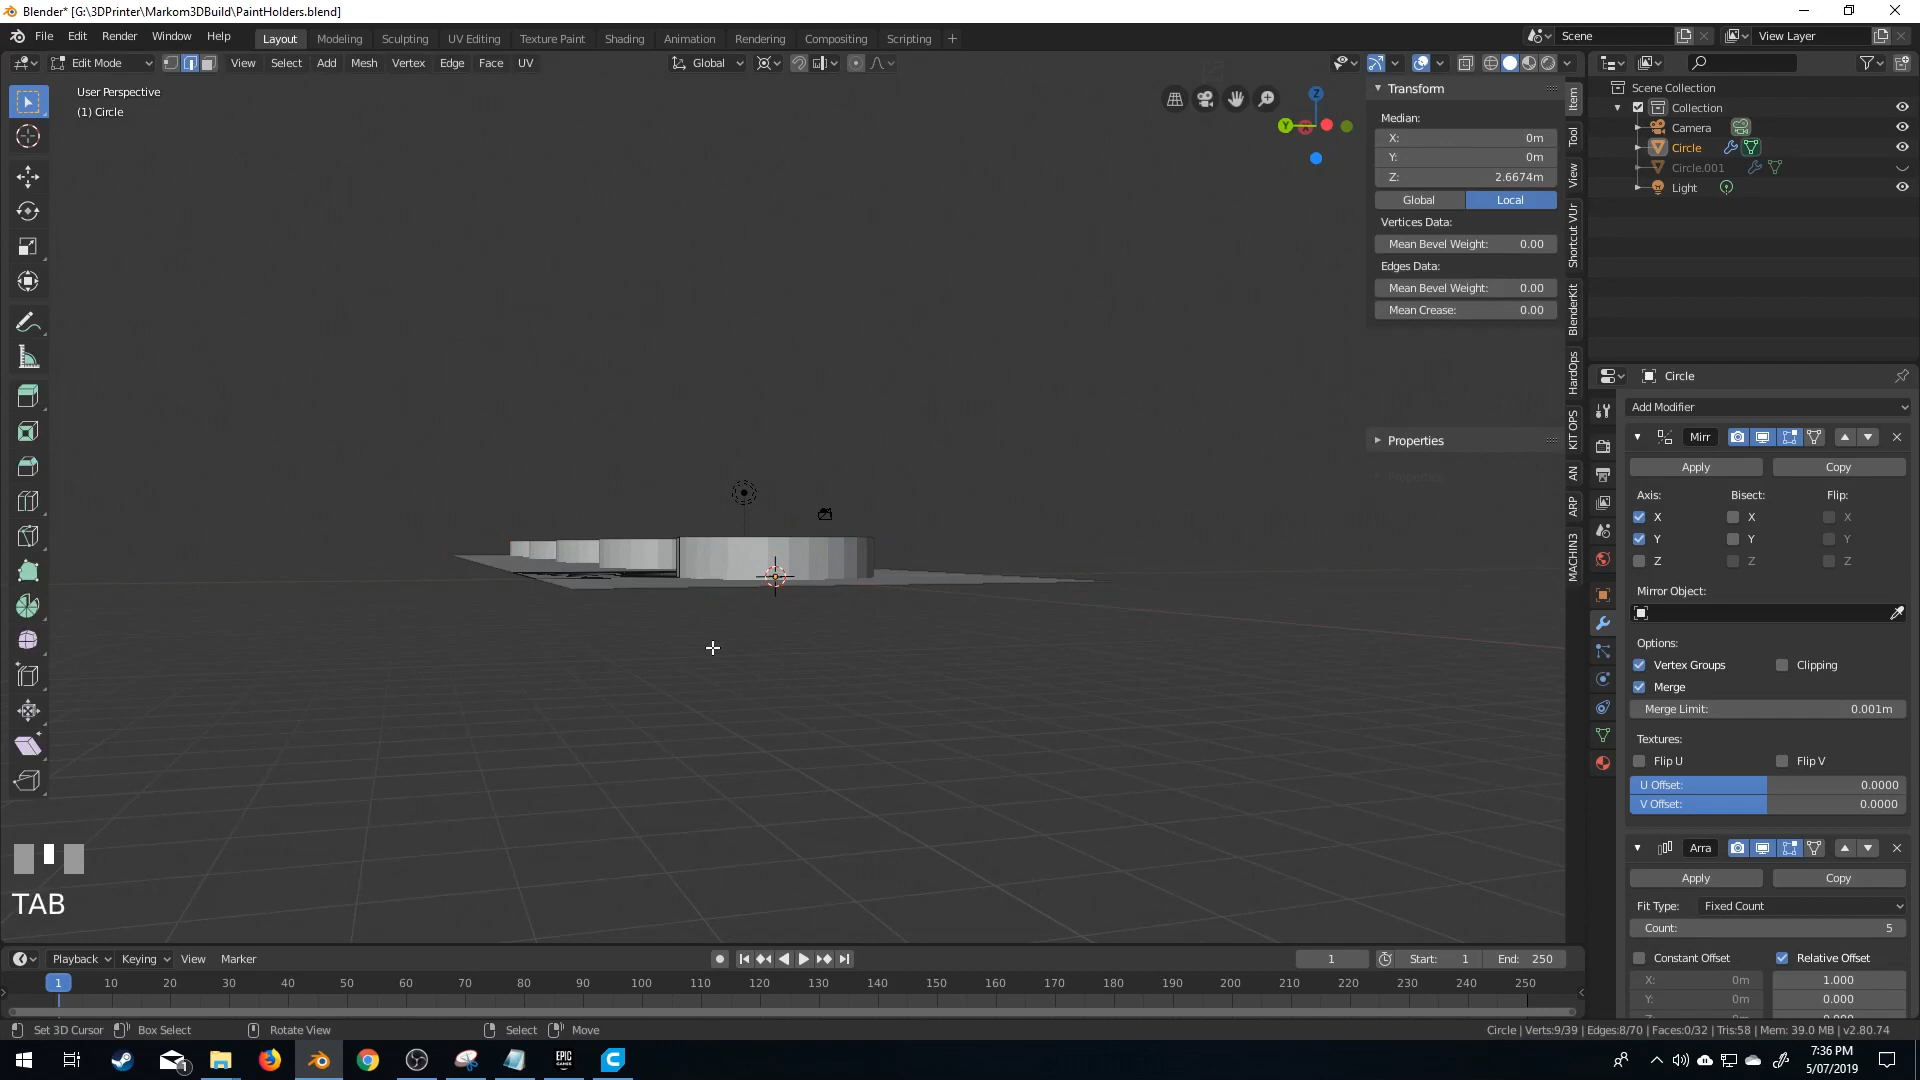 Blender* [G:\3DPrinter\Markom3DBuild\PaintHolders.blend]
File Edit Render Window Help
Layout Modeling Sculpting UV Editing Texture Paint Shading Animation Rendering Compositing Scripting
Scene
View Layer
Edit Mode
View Select Add Mesh Vertex Edge Face UV
Global
User Perspective
(1) Circle
Z
Y
Transform
Median:
X: 0m
Y: 0m
Z: 2.6674m
Global Local
Vertices Data:
Mean Bevel Weight: 0.00
Edges Data:
Mean Bevel Weight: 0.00
Mean Crease: 0.00
Properties
Item
Tool
View
Shortcut VUr
BlenderKit
HardOps
KIT OPS
AN
ARP
MACHIN3
Scene Collection
Collection
Camera
Circle
Circle.001
Light
Circle
Add Modifier
Mirr
Apply Copy
Axis: Bisect: Flip:
X X X
Y Y Y
Z Z Z
Mirror Object:
Options:
Vertex Groups Clipping
Merge
Merge Limit: 0.001m
Textures:
Flip U Flip V
U Offset: 0.0000
V Offset: 0.0000
Arra
Apply Copy
Fit Type: Fixed Count
Count: 5
Constant Offset Relative Offset
X: 0m 1.000
Y: 0m 0.000
TAB
Playback Keying View Marker
1 Start: 1 End: 250
1 10 20 30 40 50 60 70 80 90 100 110 120 130 140 150 160 170 180 190 200 210 220 230 240 250
Set 3D Cursor Box Select Rotate View Select Move
Circle | Verts:9/39 | Edges:8/70 | Faces:0/32 | Tris:58 | Mem: 39.0 MB | v2.80.74
1
EPIC
GAMES
7:36 PM
5/07/2019